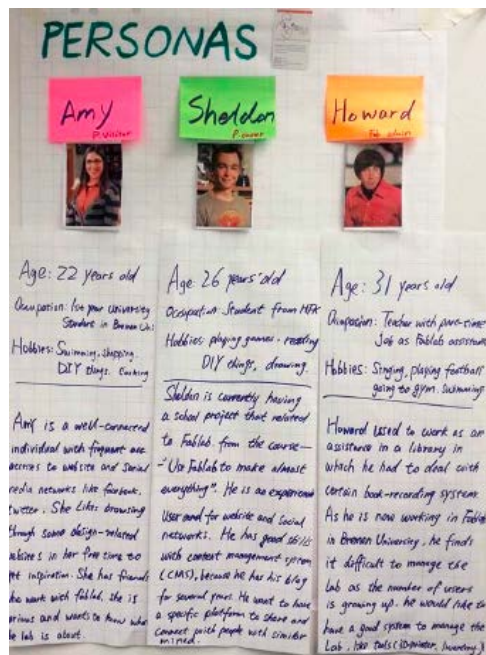 PERSONAS
Amy
P. Visitor
Sheldon
P. owner
Howard
Fab admin
Age: 22 years old
Occupation: 1st year University
Student in Bremen Uni
Hobbies: Swimming, shopping,
DIY things. Cooking
Amy is a well-connected
individual with frequent
access to website and Social
media networks like facebook,
twitter. She likes browsing
through some design-related
websites in her free time to
get inspiration. She has friends
who work with fablab, she is
curious and wants to know what
the lab is about.
Age: 26 years old
Occupation: Student from HFK
Hobbies: playing games, reading
DIY things, drawing.
Sheldon is currently having
a school project that related
to Fablab from the course—
-"Use Fablab to make almost
everything". He is an experienced
User and for website and social
networks. He has good skills
with content management system
(CMS), because he has his blog
for several years. He want to have
a specific platform to share and
connect with people with similar
mind.
Age: 31 years old
Occupation: Teacher with part-time
Job as Fablab assistant
Hobbies: Singing, playing football
going to gym. swimming
Howard used to work as an
assistance in a library in
which he had to deal with
certain book-recording system.
As he is now working in Fablab
in Bremen University, he finds
it difficult to manage the
Lab as the number of users
is growing up. he would like to
have a good system to manage the
Lab, like tools (3D printer, Inventory)